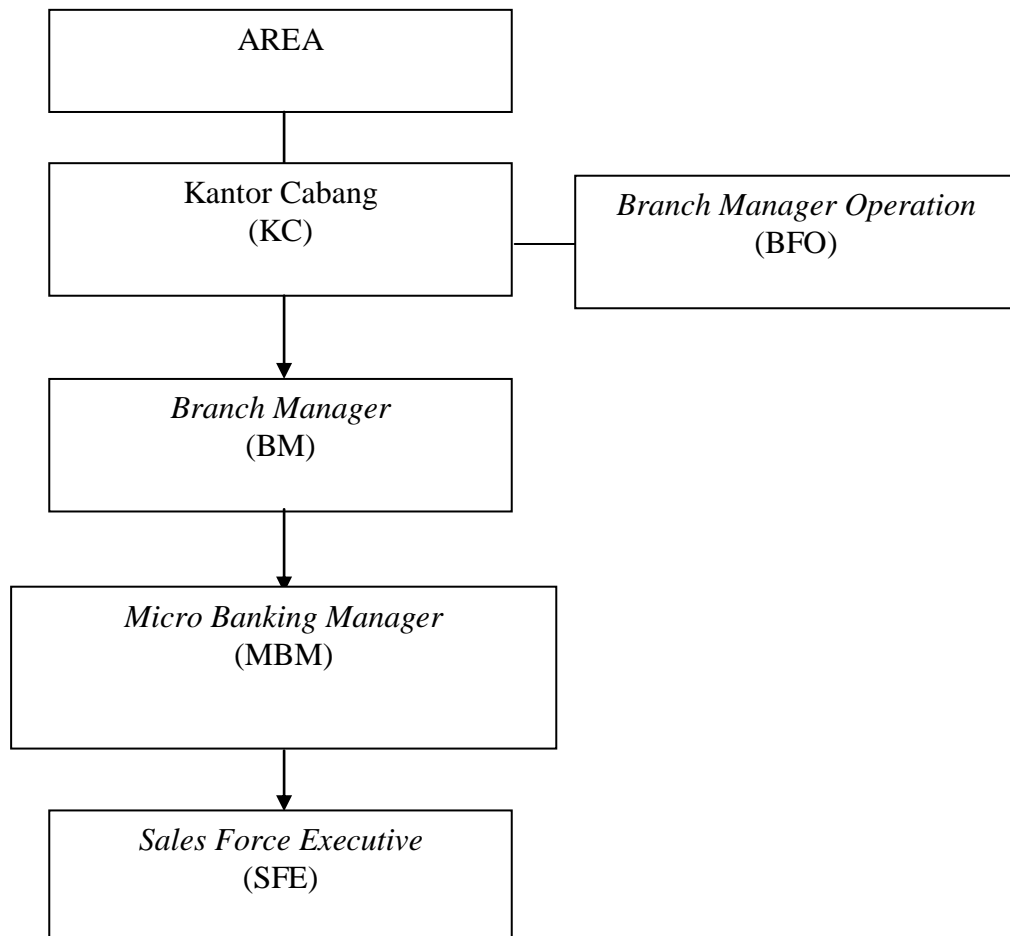 AREA
Kantor Cabang
(KC)
Branch Manager Operation
(BFO)
Branch Manager
(BM)
Micro Banking Manager
(MBM)
Sales Force Executive
(SFE)